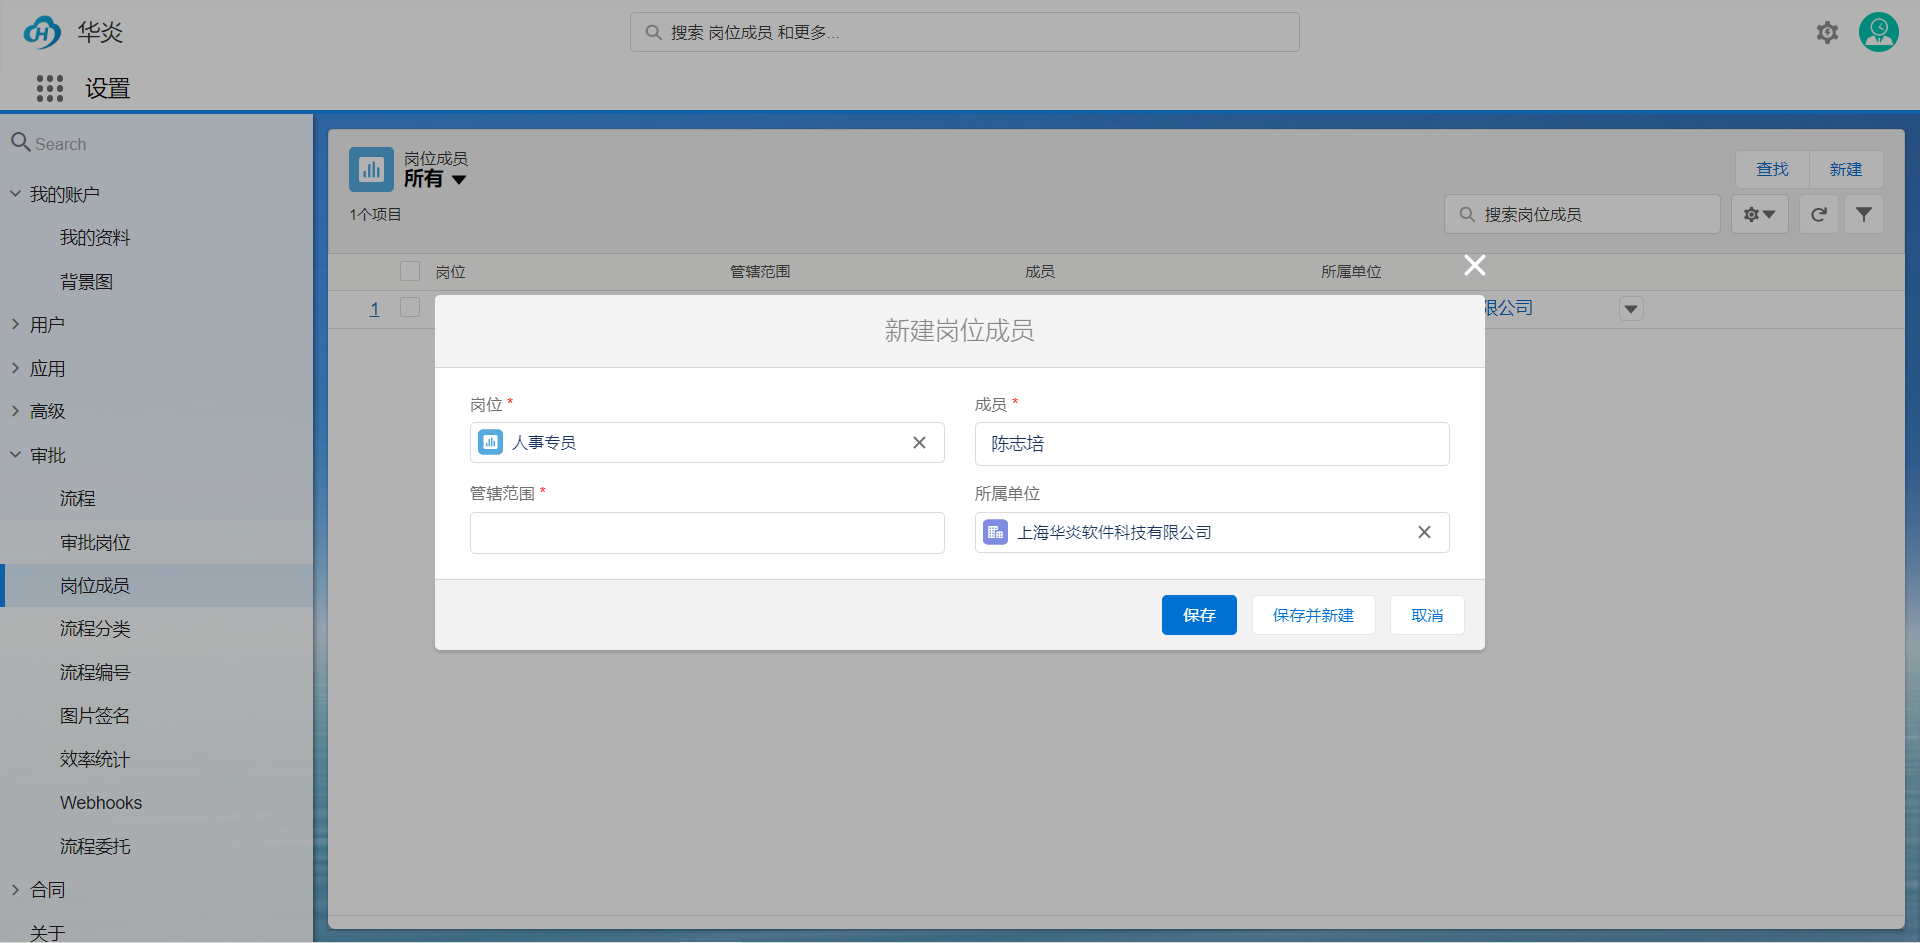 华炎
搜索 岗位成员 和更多...
设置
Search
我的账户
我的资料
背景图
用户
应用
高级
审批
流程
审批岗位
岗位成员
流程分类
流程编号
图片签名
效率统计
Webhooks
流程委托
合同
关于
岗位成员
所有
1个项目
查找
新建
搜索岗位成员
岗位
管辖范围
成员
所属单位
1
限公司
新建岗位成员
岗位 *
人事专员
成员 *
陈志培
管辖范围 *
所属单位
上海华炎软件科技有限公司
保存
保存并新建
取消